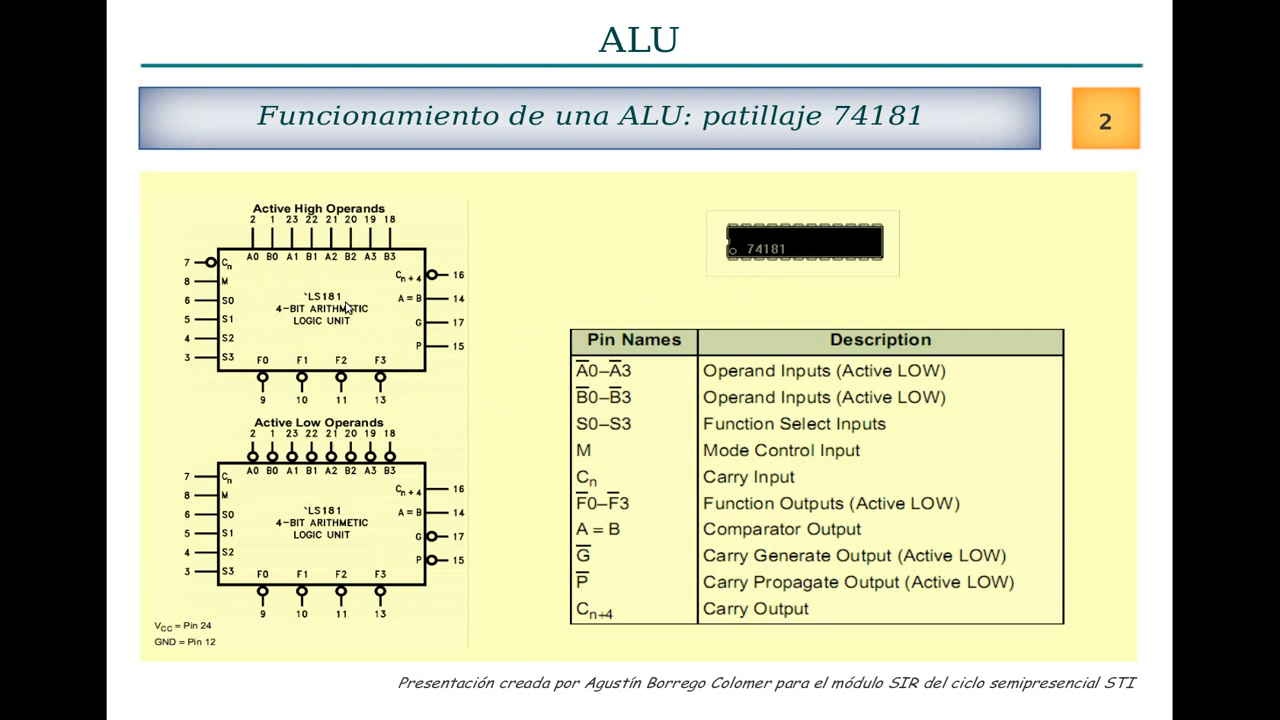 ALU
Funcionamiento de una ALU: patillaje 74181
2
Active High Operands
2 1 23 22 21 20 19 18
A0 B0 A1 B1 A2 B2 A3 B3
7 Cn
8 M
6 S0
5 S1
4 S2
3 S3
`LS181
4-BIT ARITHMETIC
LOGIC UNIT
Cn+4 16
A = B 14
G 17
P 15
F0 F1 F2 F3
9 10 11 13
Active Low Operands
2 1 23 22 21 20 19 18
A0 B0 A1 B1 A2 B2 A3 B3
7 Cn
8 M
6 S0
5 S1
4 S2
3 S3
`LS181
4-BIT ARITHMETIC
LOGIC UNIT
Cn+4 16
A = B 14
G 17
P 15
F0 F1 F2 F3
9 10 11 13
VCC = Pin 24
GND = Pin 12
74181
Pin Names Description
A̅0–A̅3 Operand Inputs (Active LOW)
B̅0–B̅3 Operand Inputs (Active LOW)
S0–S3 Function Select Inputs
M Mode Control Input
Cn Carry Input
F̅0–F̅3 Function Outputs (Active LOW)
A = B Comparator Output
G̅ Carry Generate Output (Active LOW)
P̅ Carry Propagate Output (Active LOW)
Cn+4 Carry Output
Presentación creada por Agustín Borrego Colomer para el módulo SIR del ciclo semipresencial STI